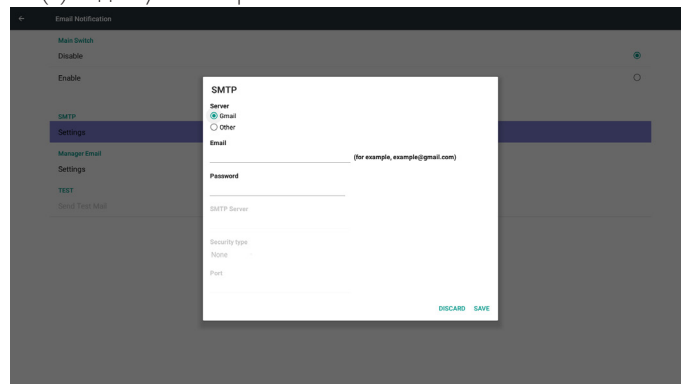 Email Notification
Main Switch
Disable
Enable
SMTP
Settings
Manager Email
Settings
TEST
Send Test Mail
SMTP
Server
Gmail
Other
Email
(for example, example@gmail.com)
Password
SMTP Server
Security type
None
Port
DISCARD SAVE